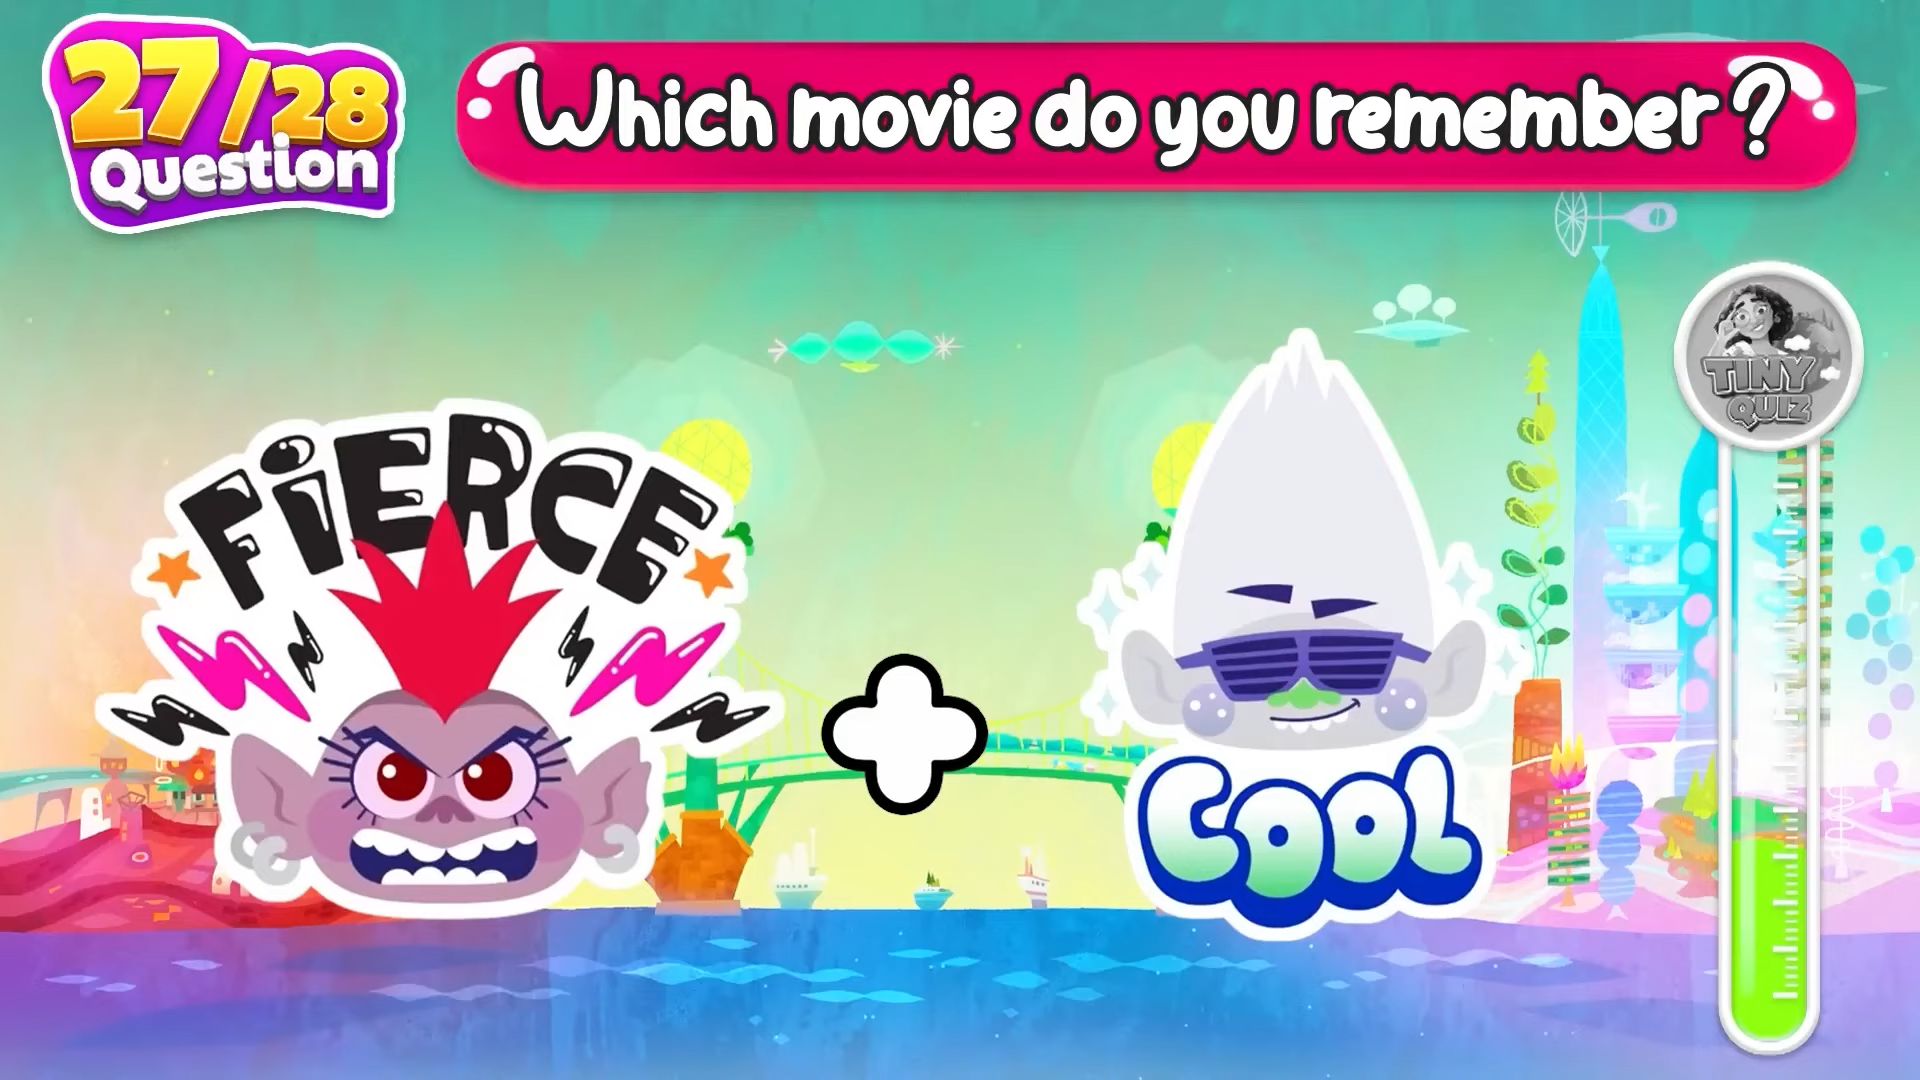 27/28
Question
Which movie do you remember?
FiERCE
COOL
TINY
QUIZ